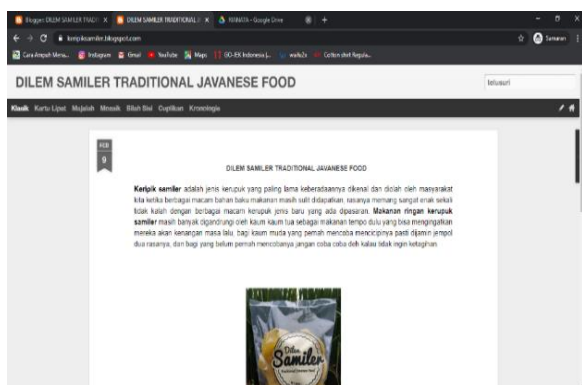 Blogger: DILEM SAMILER TRADIT
DILEM SAMILER TRADITIONAL J
- Google Drive
keripiksamiler.blogspot.com
Instagram Gmail YouTube Maps
DILEM SAMILER TRADITIONAL JAVANESE FOOD
telusuri
Klasik Kartu Lipat Majalah Mosaik Bilah Sisi Cuplikan Kronologis
FEB
9
DILEM SAMILER TRADITIONAL JAVANESE FOOD
Keripik samiler adalah jenis kerupuk yang paling lama keberadaannya dikenal dan diolah oleh masyarakat
kita ketika berbagai macam bahan baku makanan masih sulit didapatkan, rasanya memang sangat enak sekali
tidak kalah dengan berbagai macam kerupuk jenis baru yang ada dipasaran. Makanan ringan kerupuk
samiler masih banyak digandrungi oleh kaum kaum tua sebagai makanan tempo dulu yang bisa mengingatkan
mereka akan kenangan masa lalu, bagi kaum muda yang pernah mencoba mencicipinya pasti dijamin jempol
dua rasanya, dan bagi yang belum pernah mencobanya jangan coba coba deh kalau tidak ingin ketagihan.
Dilem
Samiler